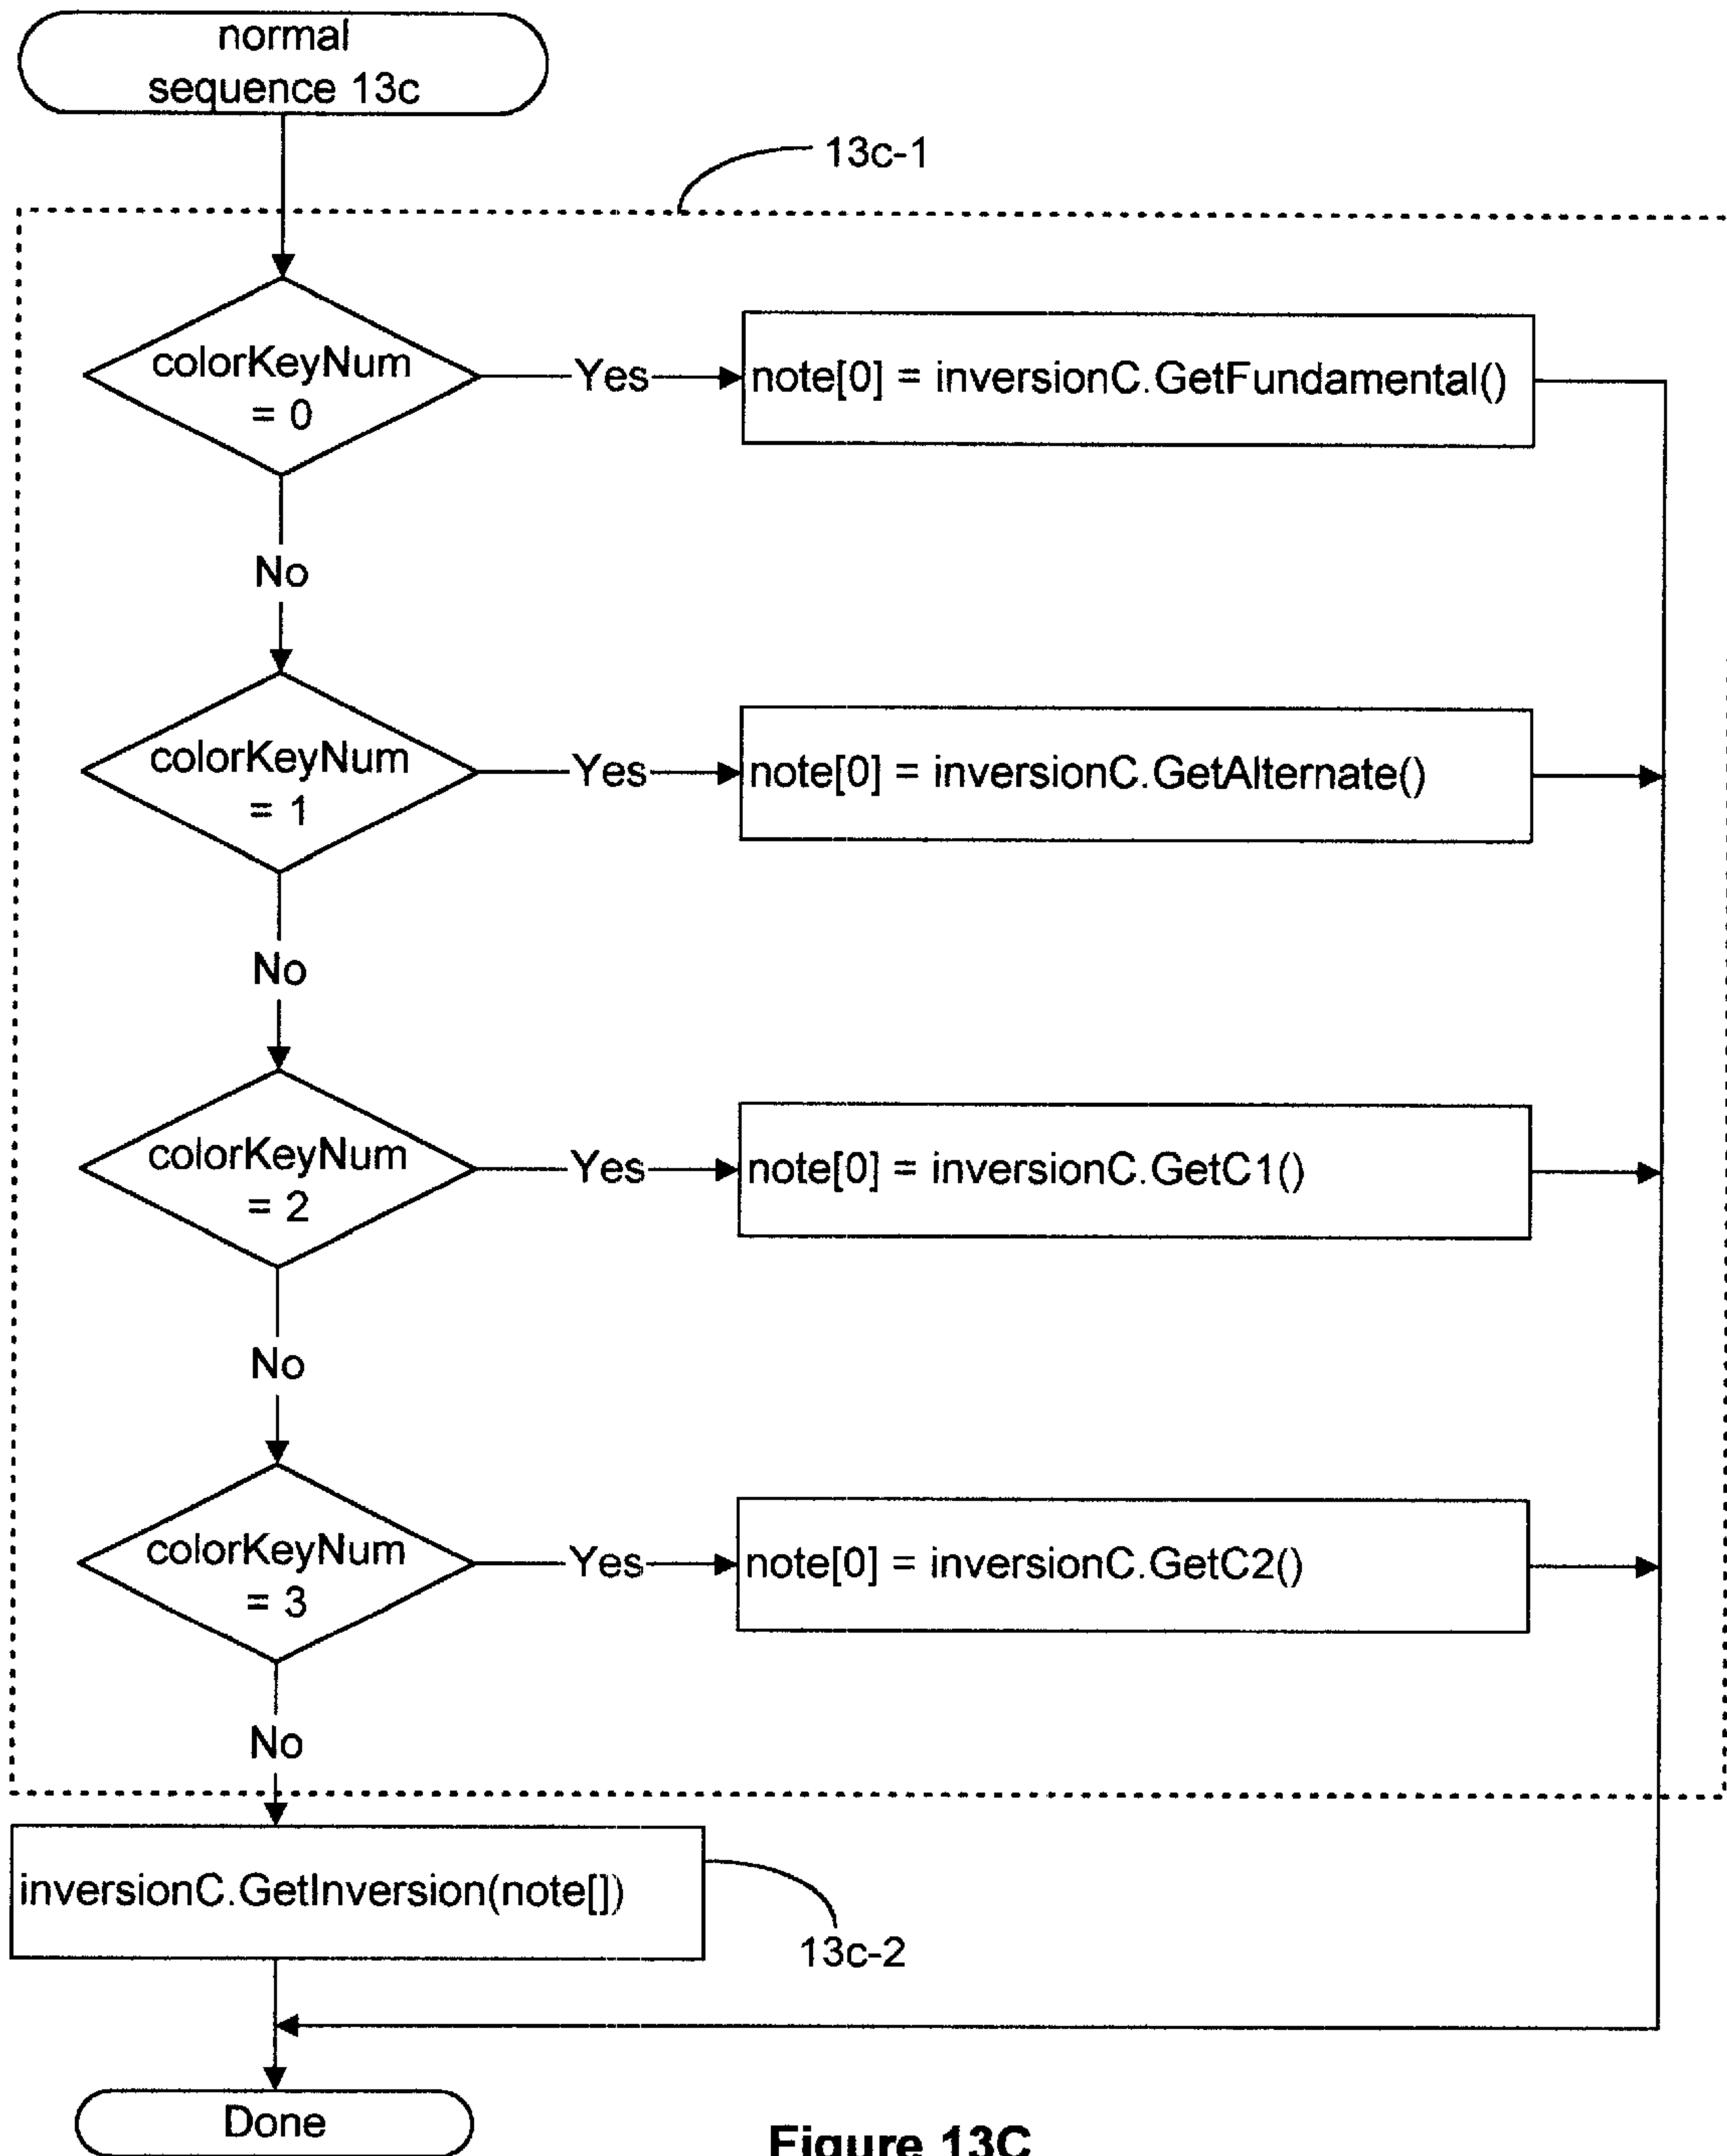 normal
sequence 13c
13c-1
colorKeyNum
= 0
Yes
note[0] = inversionC.GetFundamental()
No
colorKeyNum
= 1
Yes
note[0] = inversionC.GetAlternate()
No
colorKeyNum
= 2
Yes
note[0] = inversionC.GetC1()
No
colorKeyNum
= 3
Yes
note[0] = inversionC.GetC2()
No
inversionC.GetInversion(note[])
13c-2
Done
Figure 13C